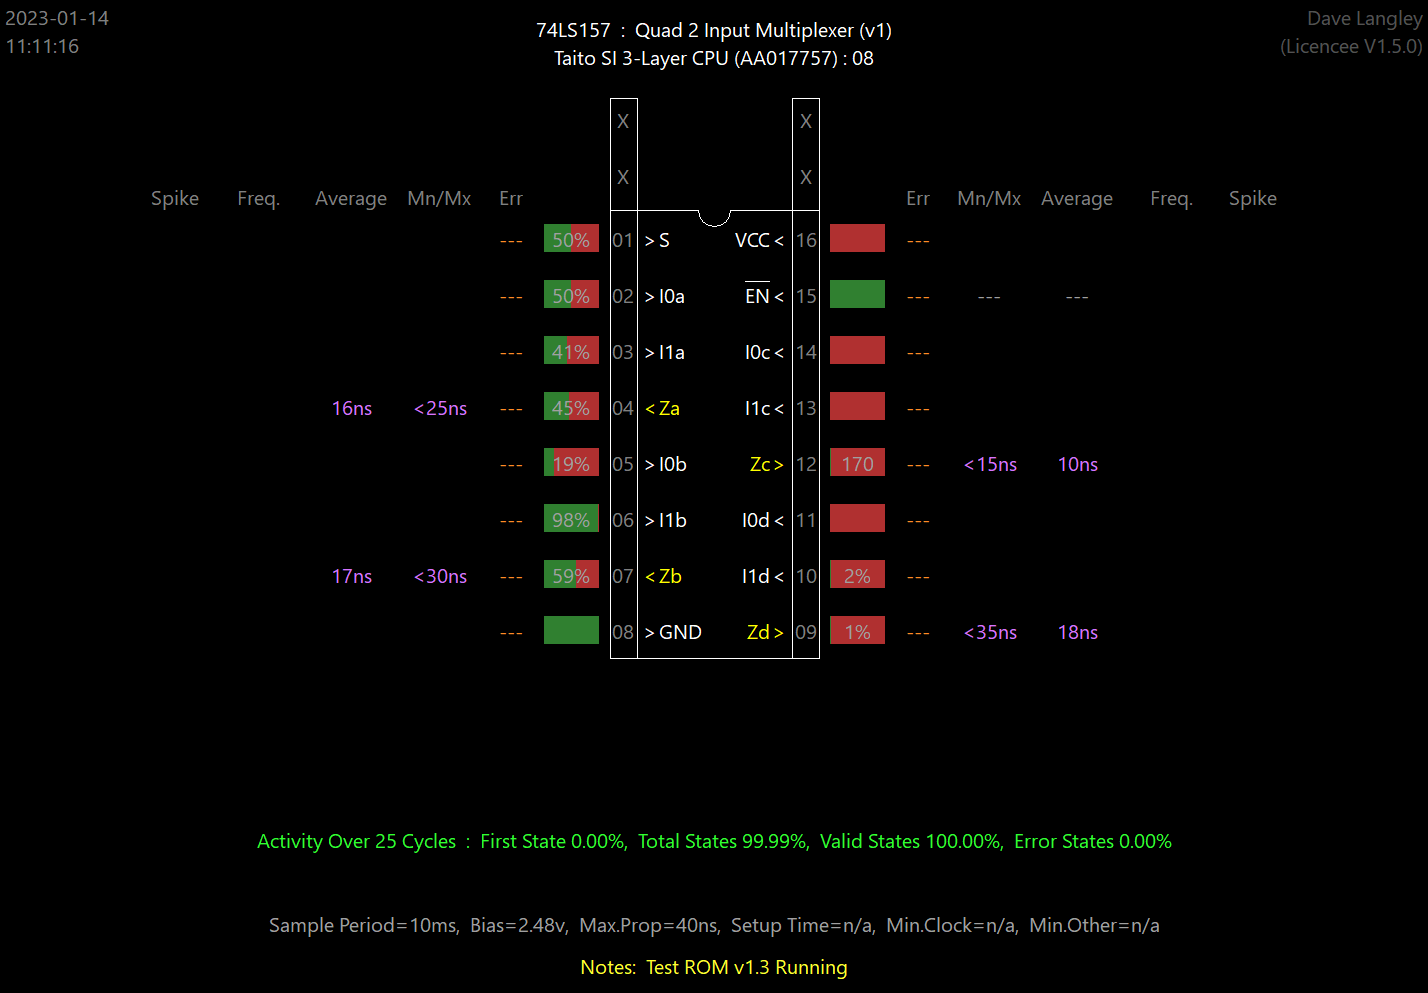 2023-01-14
11:11:16
74LS157 : Quad 2 Input Multiplexer (v1)
Taito SI 3-Layer CPU (AA017757) : 08
Dave Langley
(Licencee V1.5.0)
X X
X X
Spike Freq. Average Mn/Mx Err Err Mn/Mx Average Freq. Spike
--- 50% 01 >S VCC< 16 ---
--- 50% 02 >I0a EN< 15 --- --- ---
--- 41% 03 >I1a I0c< 14 ---
16ns <25ns --- 45% 04 <Za I1c< 13 ---
--- 19% 05 >I0b Zc> 12 170 --- <15ns 10ns
--- 98% 06 >I1b I0d< 11 ---
17ns <30ns --- 59% 07 <Zb I1d< 10 2% ---
--- 08 >GND Zd> 09 1% --- <35ns 18ns
Activity Over 25 Cycles : First State 0.00%, Total States 99.99%, Valid States 100.00%, Error States 0.00%
Sample Period=10ms, Bias=2.48v, Max.Prop=40ns, Setup Time=n/a, Min.Clock=n/a, Min.Other=n/a
Notes: Test ROM v1.3 Running